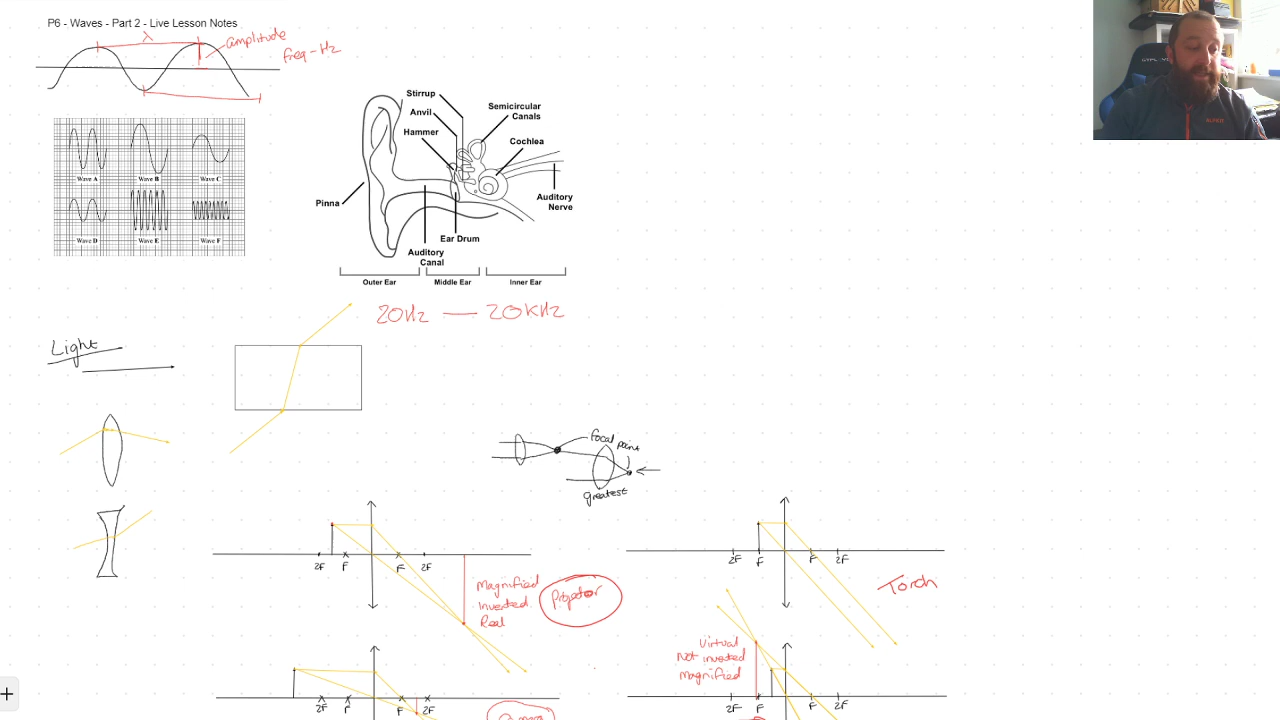 P6 - Waves - Part 2 - Live Lesson Notes
λ
amplitude
freq - Hz
Wave A
Wave B
Wave C
Wave D
Wave E
Wave F
Stirrup
Anvil
Hammer
Semicircular
Canals
Cochlea
Pinna
Auditory
Nerve
Ear Drum
Auditory
Canal
Outer Ear
Middle Ear
Inner Ear
20Hz — 20KHz
Light
focal point
greatest
2F F F 2F
Magnified
Inverted
Real
Projector
2F F F 2F
Torch
2F F F 2F
Virtual
Not inverted
Magnified
2F F F 2F